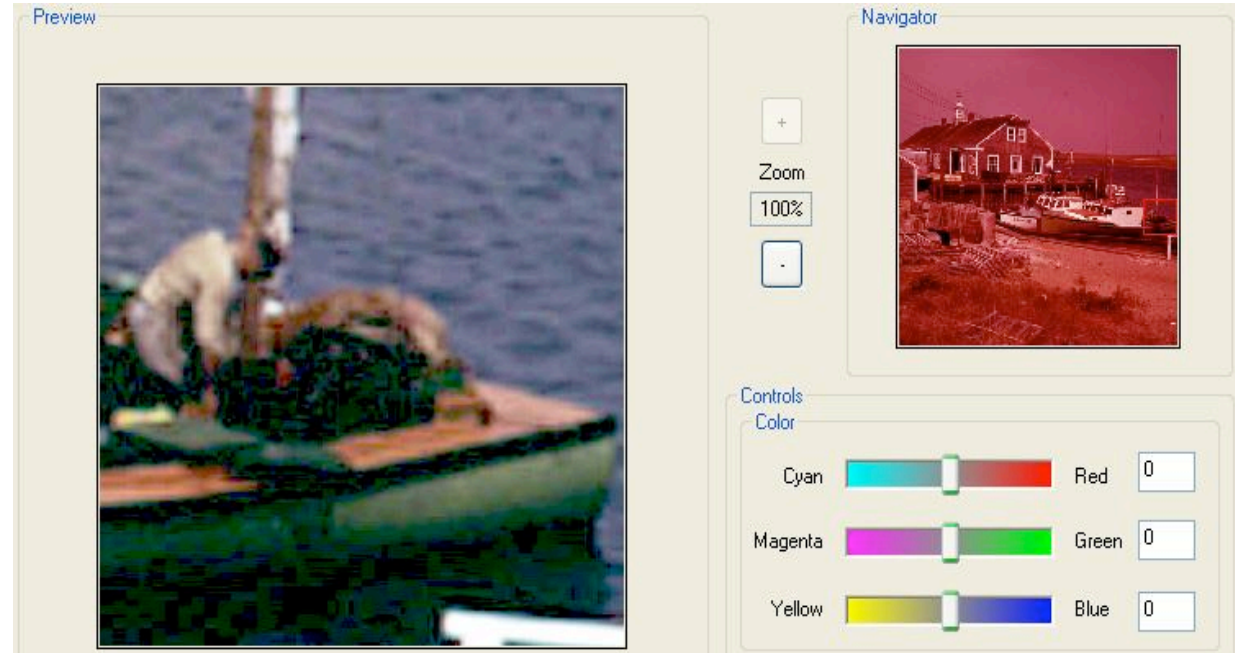 Preview
Navigator
+
Zoom
100%
-
Controls
Color
Cyan Red 0
Magenta Green 0
Yellow Blue 0